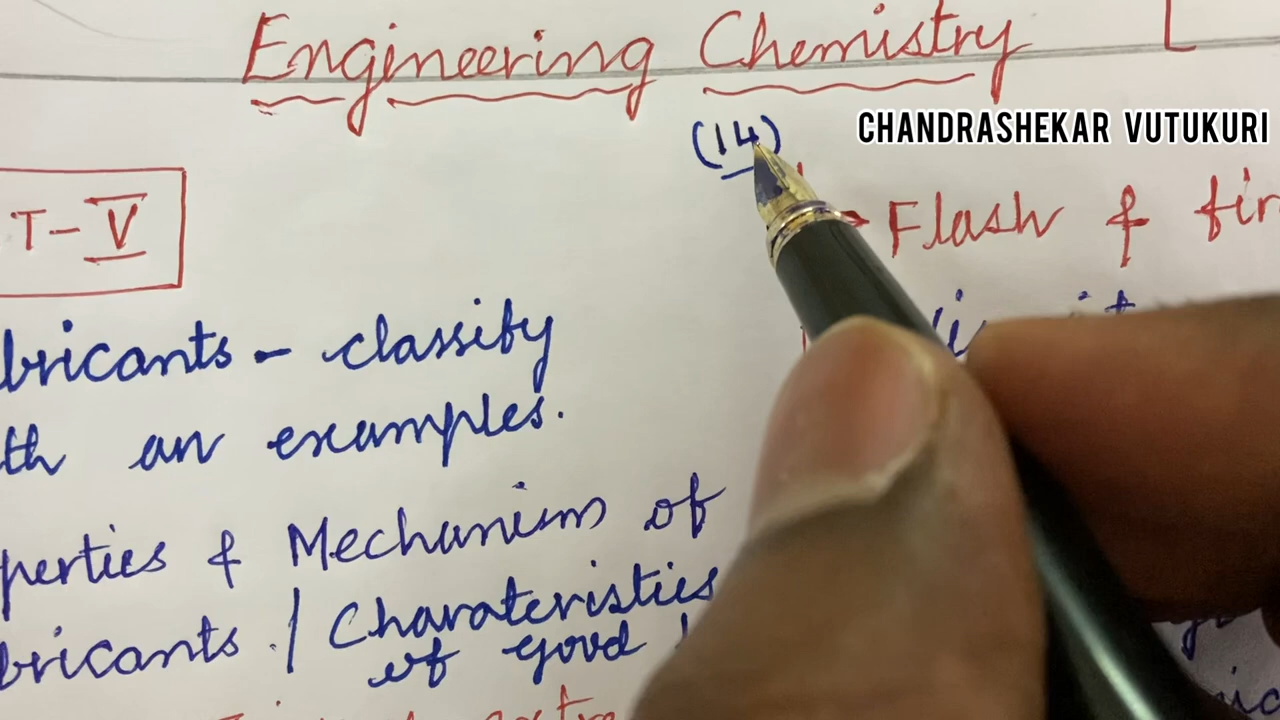 Engineering Chemistry
(14)
CHANDRASHEKAR VUTUKURI
T-V
Flash & fir
bricants - classify
th an examples.
perties & Mechanism of
bricants. / Charateristics
of good